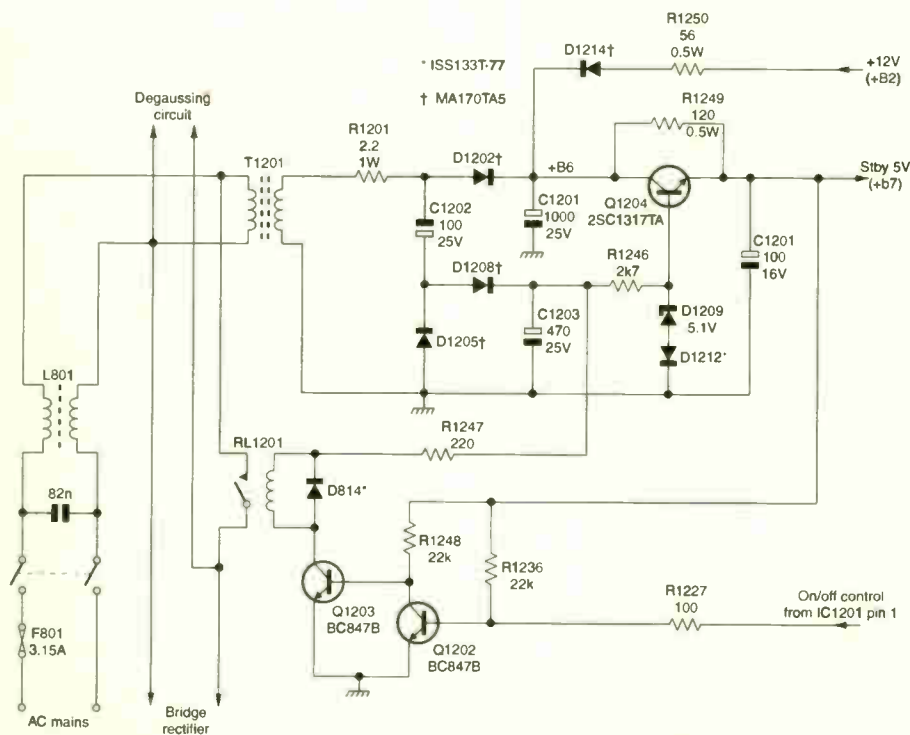 R1250
56
0.5W
D1214†
+12V
(+B2)
* ISS133T-77
† MA170TA5
Degaussing
circuit
R1249
120
0.5W
T1201
R1201
2.2
1W
D1202†
+B6
Stby 5V
(+b7)
C1202
100
25V
C1201
1000
25V
Q1204
2SC1317TA
C1201
100
16V
R1246
2k7
D1208†
D1209
5.1V
D1205†
C1203
470
25V
D1212*
L801
R1247
220
RL1201
82n
D814*
R1248
22k
R1236
22k
R1227
100
On/off control
from IC1201 pin 1
Q1203
BC847B
Q1202
BC847B
F801
3.15A
AC mains
Bridge
rectifier